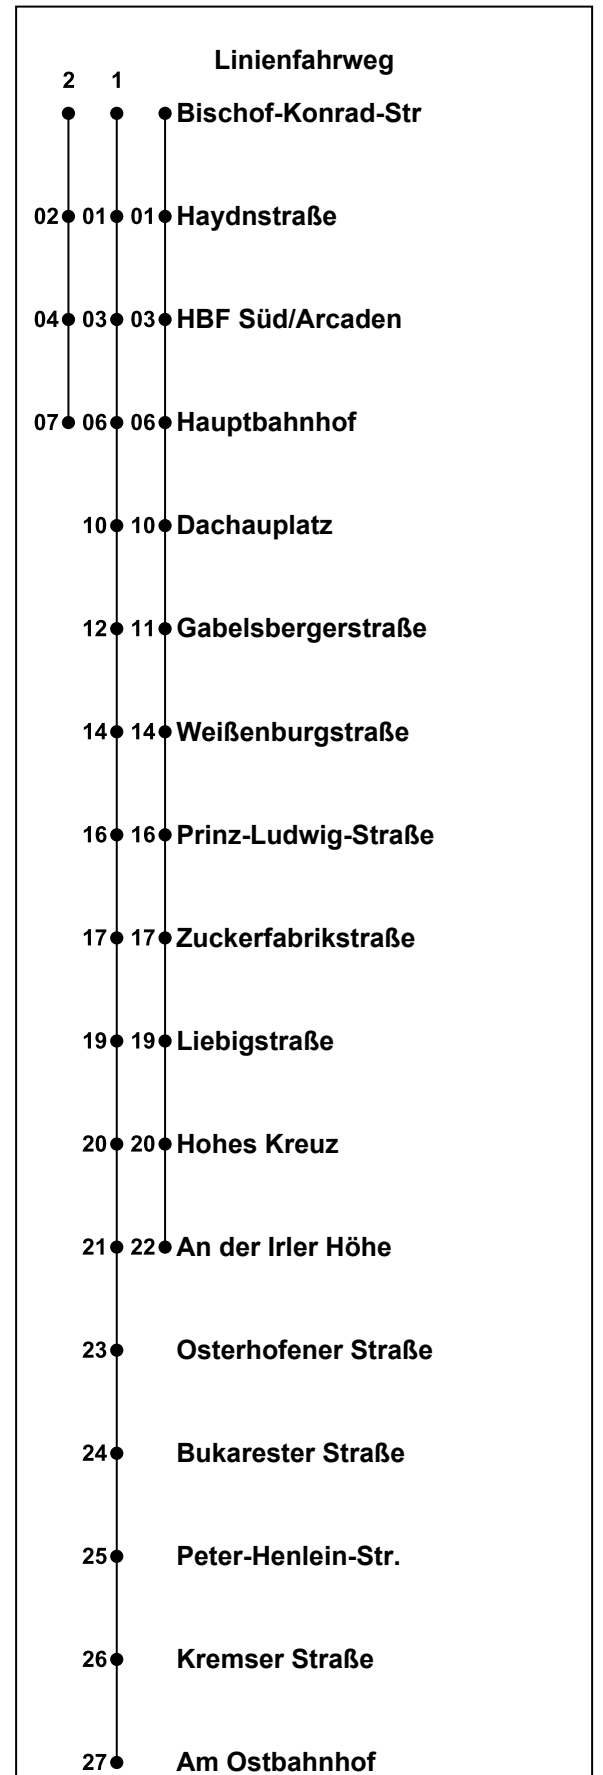 Linienfahrweg
2 1
Bischof-Konrad-Str
02 01 01 Haydnstraße
04 03 03 HBF Süd/Arcaden
07 06 06 Hauptbahnhof
10 10 Dachauplatz
12 11 Gabelsbergerstraße
14 14 Weißenburgstraße
16 16 Prinz-Ludwig-Straße
17 17 Zuckerfabrikstraße
19 19 Liebigstraße
20 20 Hohes Kreuz
21 22 An der Irler Höhe
23 Osterhofener Straße
24 Bukarester Straße
25 Peter-Henlein-Str.
26 Kremser Straße
27 Am Ostbahnhof